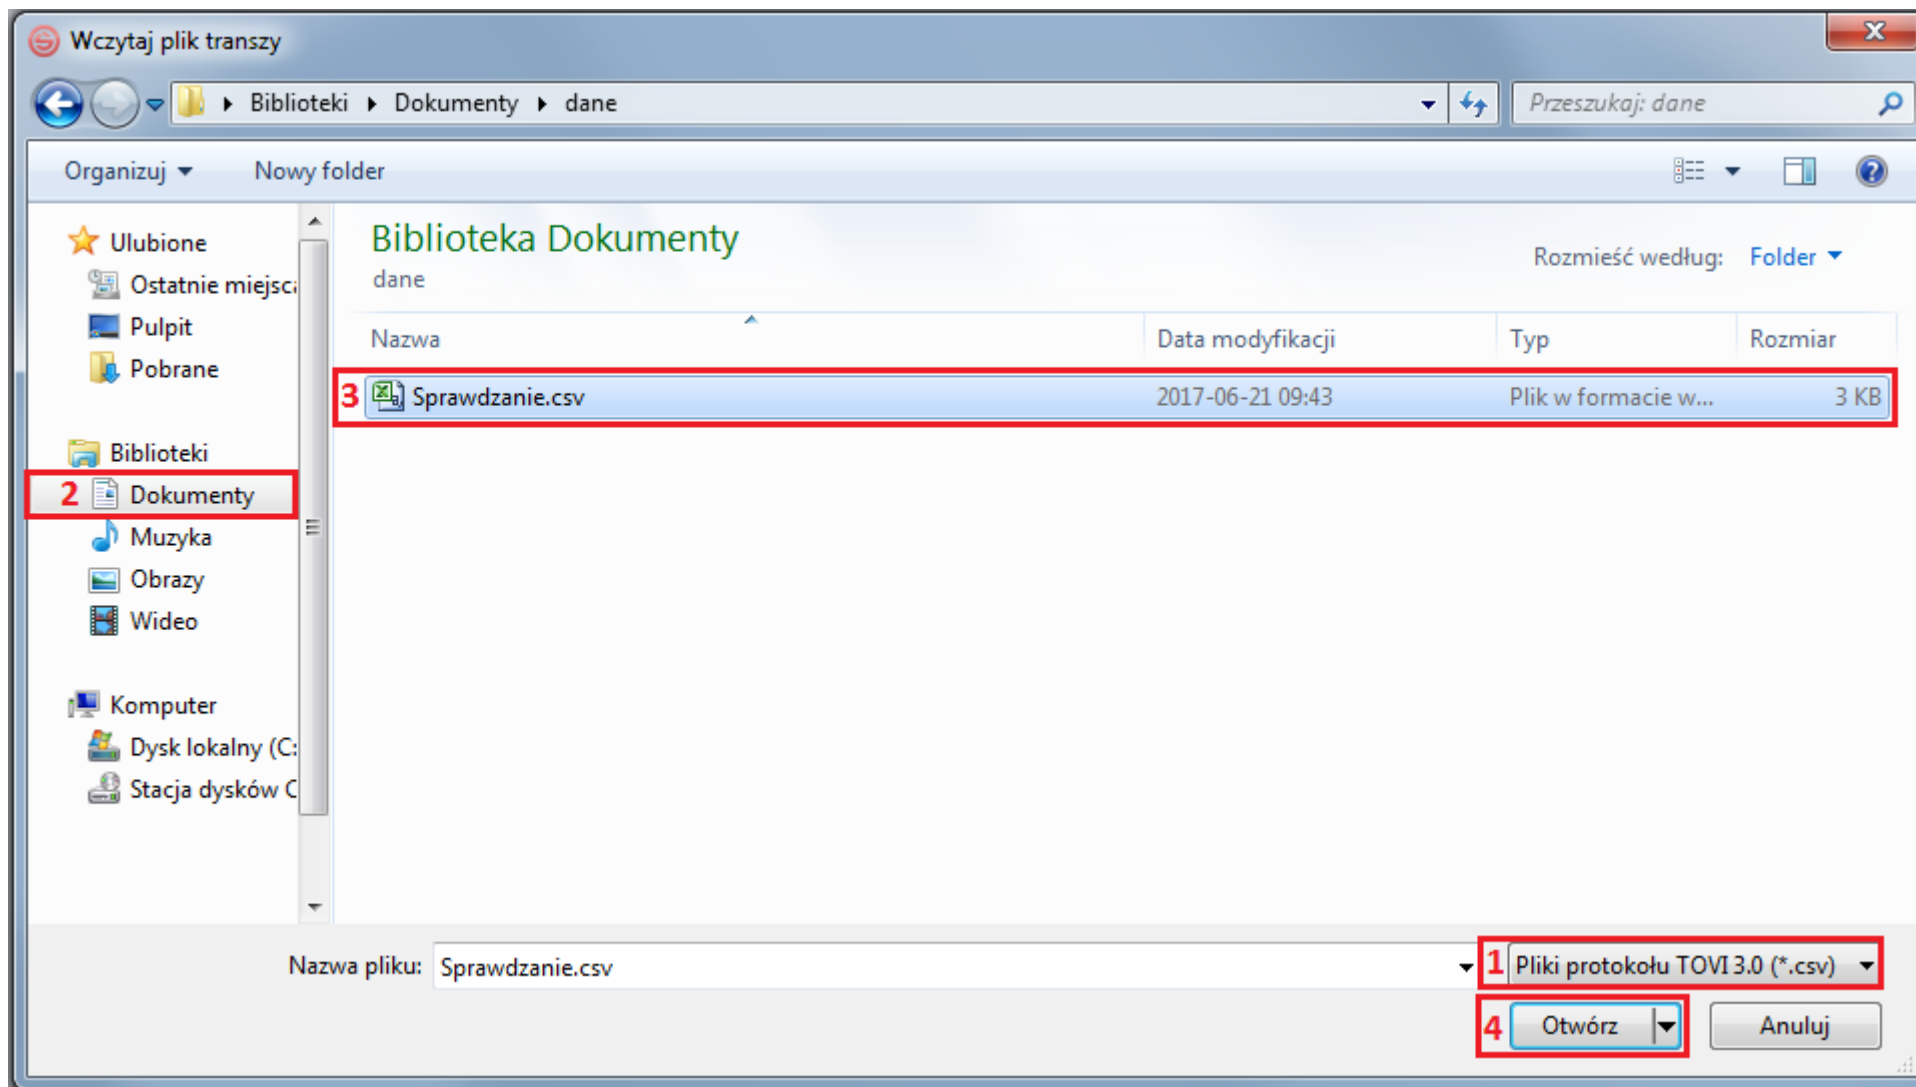 Wczytaj plik transzy
Biblioteki Dokumenty dane
Przeszukaj: dane
Organizuj Nowy folder
Ulubione
Ostatnie miejsc
Pulpit
Pobrane
Biblioteki
2 Dokumenty
Muzyka
Obrazy
Wideo
Komputer
Dysk lokalny (C:
Stacja dysków C
Biblioteka Dokumenty
dane
Rozmieść według: Folder
Nazwa Data modyfikacji Typ Rozmiar
3 Sprawdzanie.csv 2017-06-21 09:43 Plik w formacie w... 3 KB
Nazwa pliku: Sprawdzanie.csv
1 Pliki protokołu TOVI 3.0 (*.csv)
4 Otwórz Anuluj